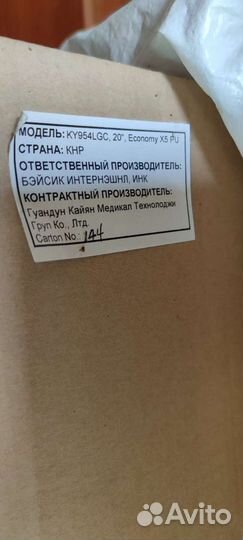 МОДЕЛЬ: KY954LGC, 20", Economy X5 PU
СТРАНА: КНР
ОТВЕТСТВЕННЫЙ ПРОИЗВОДИТЕЛЬ:
БЭЙСИК ИНТЕРНЭШНЛ, ИНК
КОНТРАКТНЫЙ ПРОИЗВОДИТЕЛЬ:
Гуандун Кайян Медикал Технолоджи
Груп Ко., Лтд
Carton No.: 144
Avito